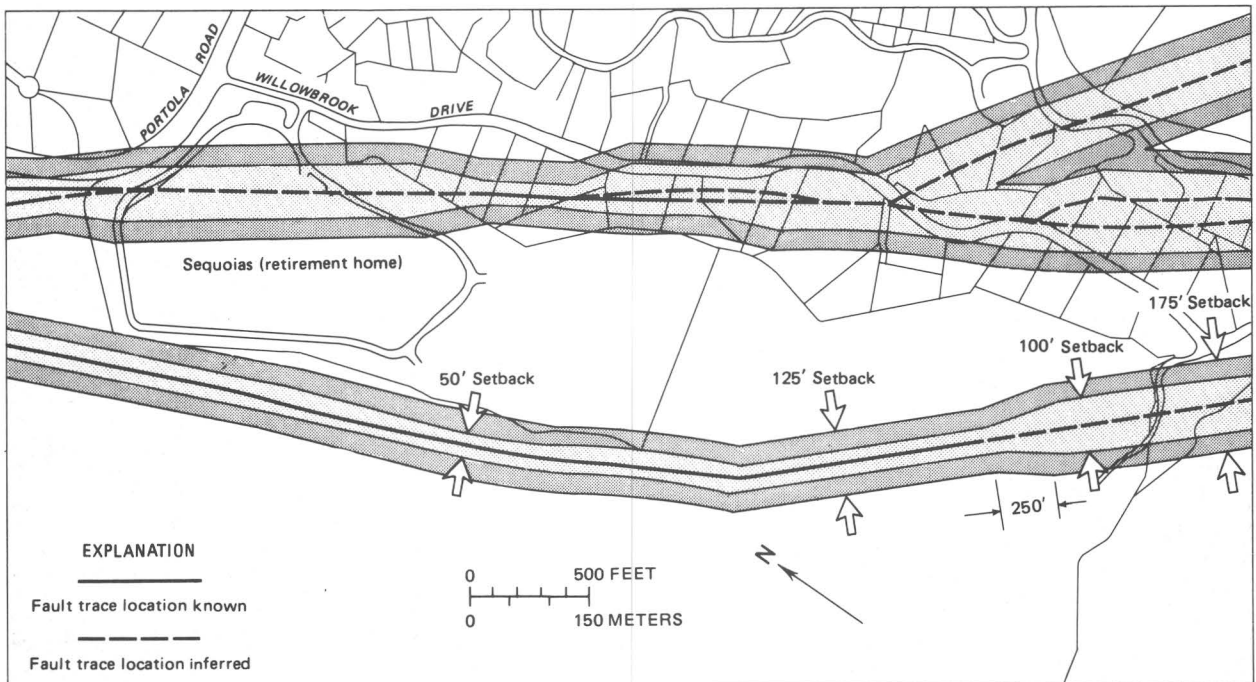 PORTOLA ROAD
WILLOWBROOK DRIVE
Sequoias (retirement home)
175' Setback
100' Setback
50' Setback
125' Setback
250'
N
EXPLANATION
Fault trace location known
Fault trace location inferred
0 500 FEET
0 150 METERS